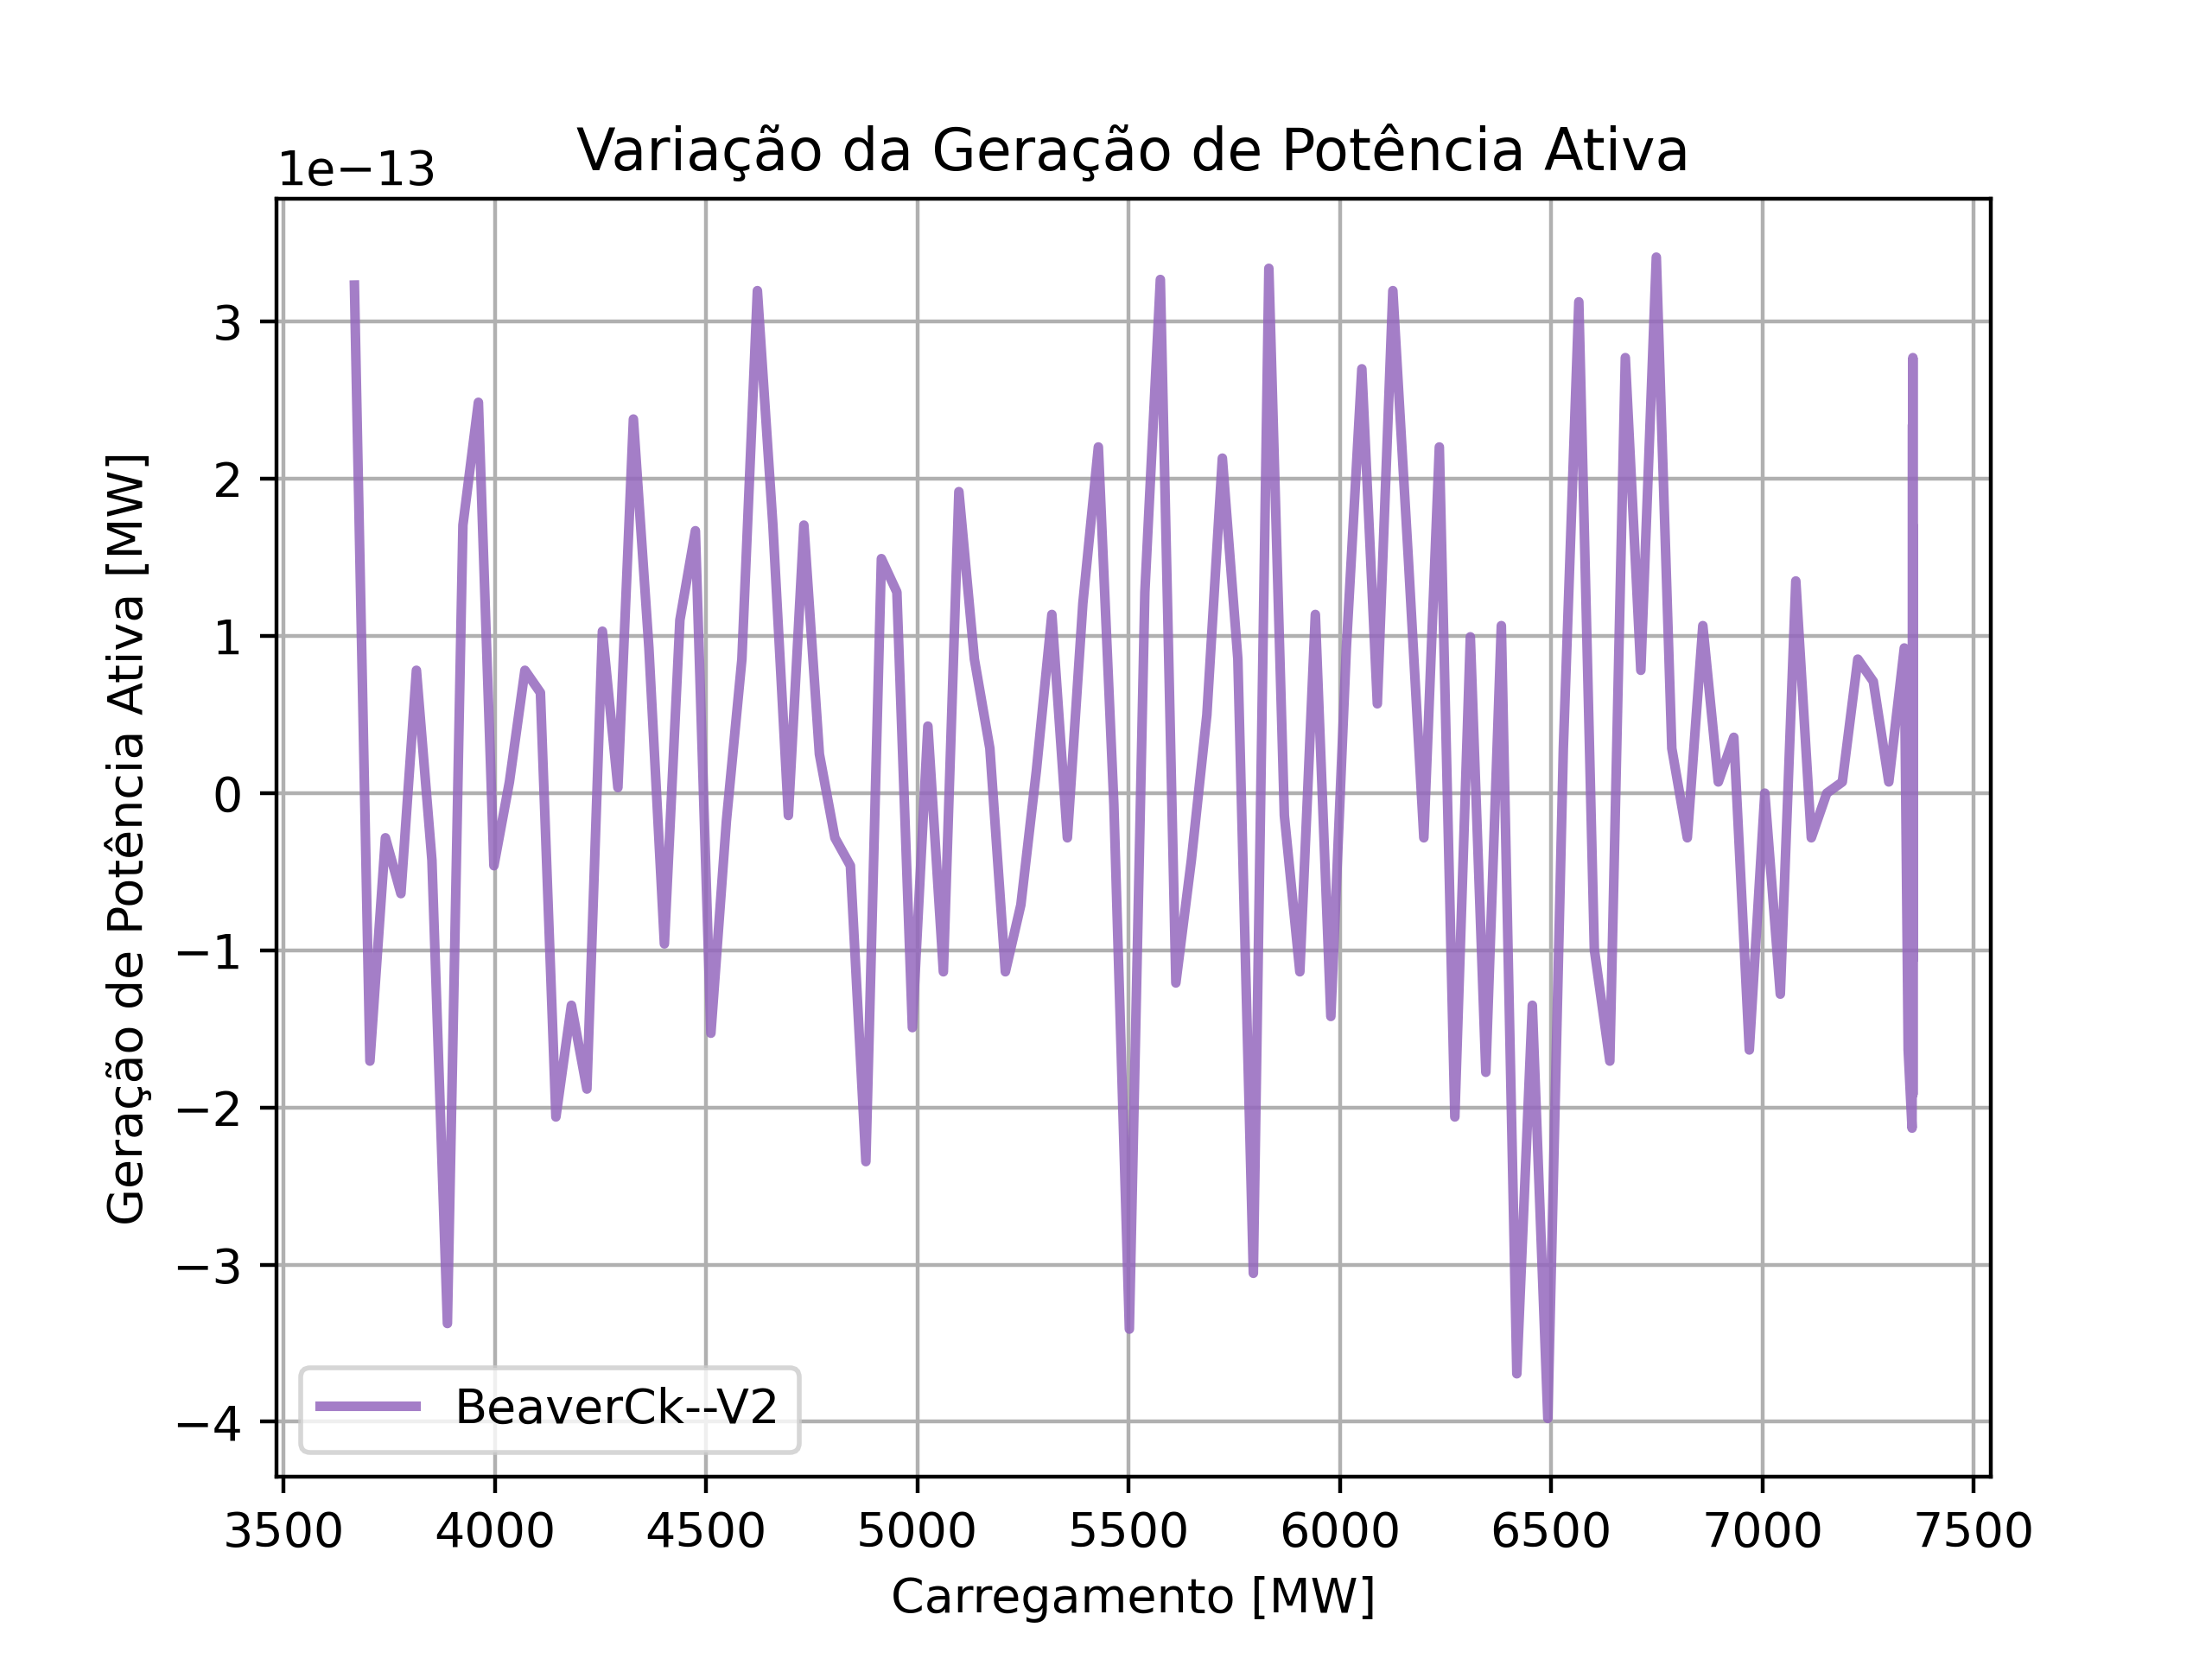 Variação da Geração de Potência Ativa
1e−13
Geração de Potência Ativa [MW]
3
2
1
0
−1
−2
−3
−4
BeaverCk--V2
3500 4000 4500 5000 5500 6000 6500 7000 7500
Carregamento [MW]